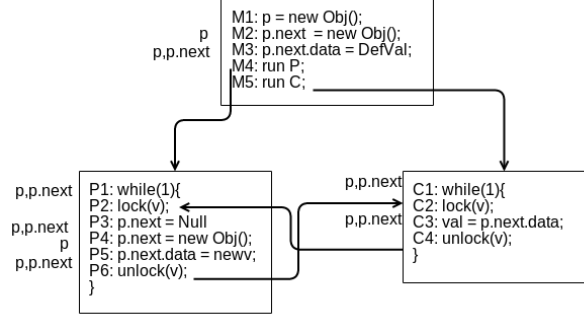 M1: p = new Obj();
p
M2: p.next = new Obj();
p,p.next
M3: p.next.data = DefVal;
M4: run P;
M5: run C;
p,p.next
P1: while(1){
P2: lock(v);
p,p.next
P3: p.next = Null
p
P4: p.next = new Obj();
p,p.next
P5: p.next.data = newv;
P6: unlock(v);
}
p,p.next
C1: while(1){
C2: lock(v);
p,p.next
C3: val = p.next.data;
C4: unlock(v);
}